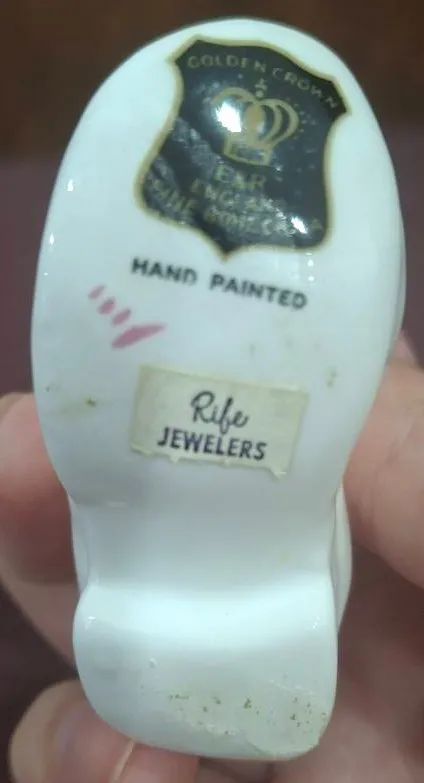 GOLDEN CROWN
E&R
ENGLAND
FINE BONE CHINA
HAND PAINTED
Rife
JEWELERS